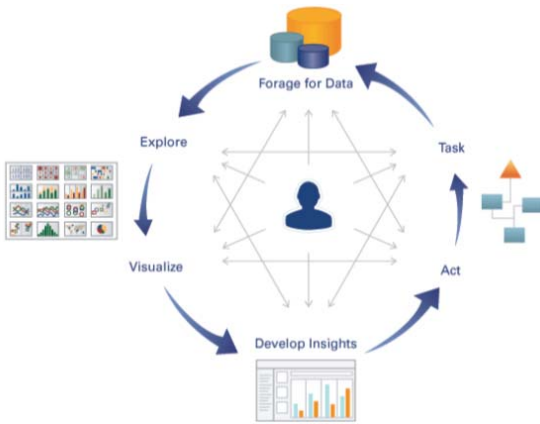 Forage for Data
Explore
Task
Visualize
Act
Develop Insights